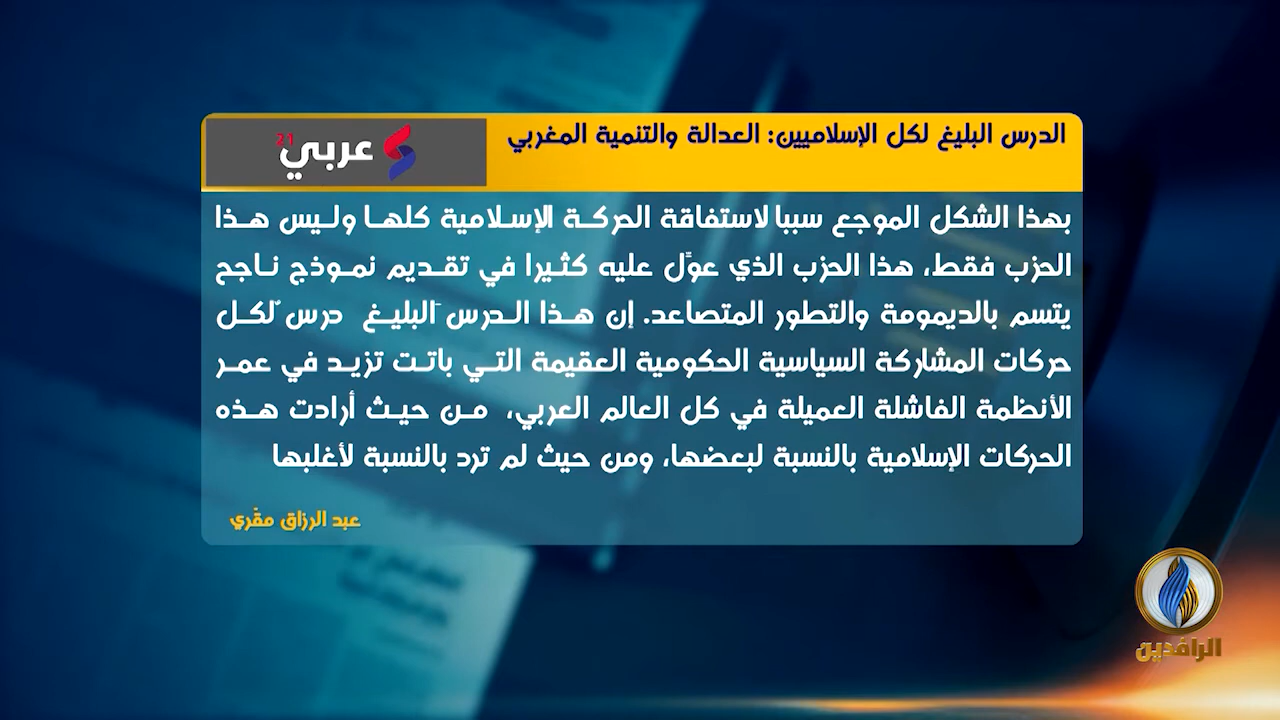 الدرس البليغ لكل الإسلاميين: العدالة والتنمية المغربي
عربي21
بهذا الشكل الموجع سببا لاستفاقة الحركة الإسلامية كلها وليس هذا
الحزب فقط، هذا الحزب الذي عوَّل عليه كثيرا في تقديم نموذج ناجح
يتسم بالديمومة والتطور المتصاعد. إن هذا الدرس البليغ درس لكل
حركات المشاركة السياسية الحكومية العقيمة التي باتت تزيد في عمر
الأنظمة الفاشلة العميلة في كل العالم العربي، من حيث أرادت هذه
الحركات الإسلامية بالنسبة لبعضها، ومن حيث لم ترد بالنسبة لأغلبها
عبد الرزاق مقَري
الرافدين